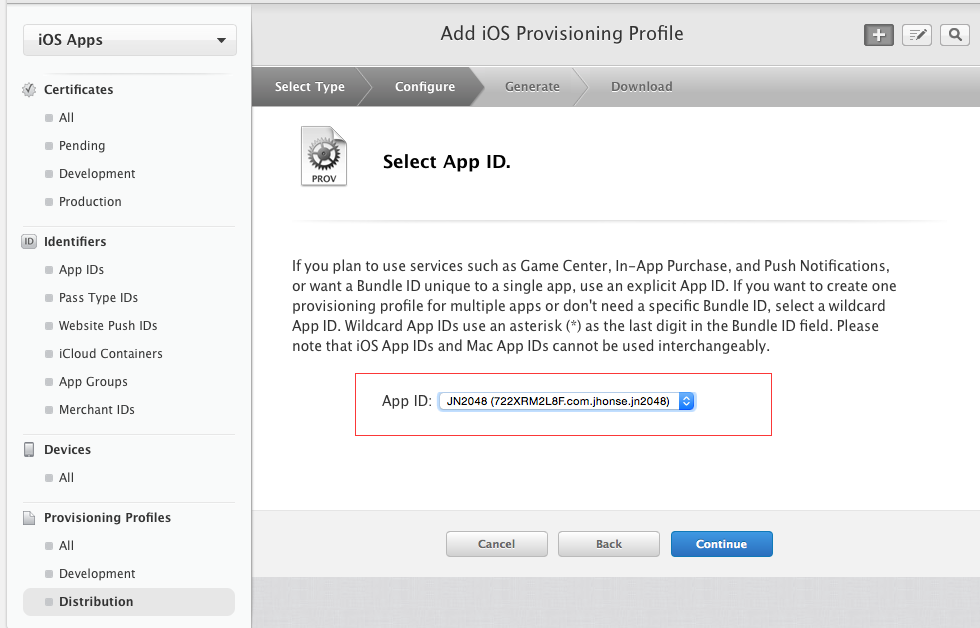 iOS Apps
Certificates
All
Pending
Development
Production
ID Identifiers
App IDs
Pass Type IDs
Website Push IDs
iCloud Containers
App Groups
Merchant IDs
Devices
All
Provisioning Profiles
All
Development
Distribution
Add iOS Provisioning Profile
Select Type Configure Generate Download
PROV
Select App ID.
If you plan to use services such as Game Center, In-App Purchase, and Push Notifications,
or want a Bundle ID unique to a single app, use an explicit App ID. If you want to create one
provisioning profile for multiple apps or don't need a specific Bundle ID, select a wildcard
App ID. Wildcard App IDs use an asterisk (*) as the last digit in the Bundle ID field. Please
note that iOS App IDs and Mac App IDs cannot be used interchangeably.
App ID: JN2048 (722XRM2L8F.com.jhonse.jn2048)
Cancel Back Continue